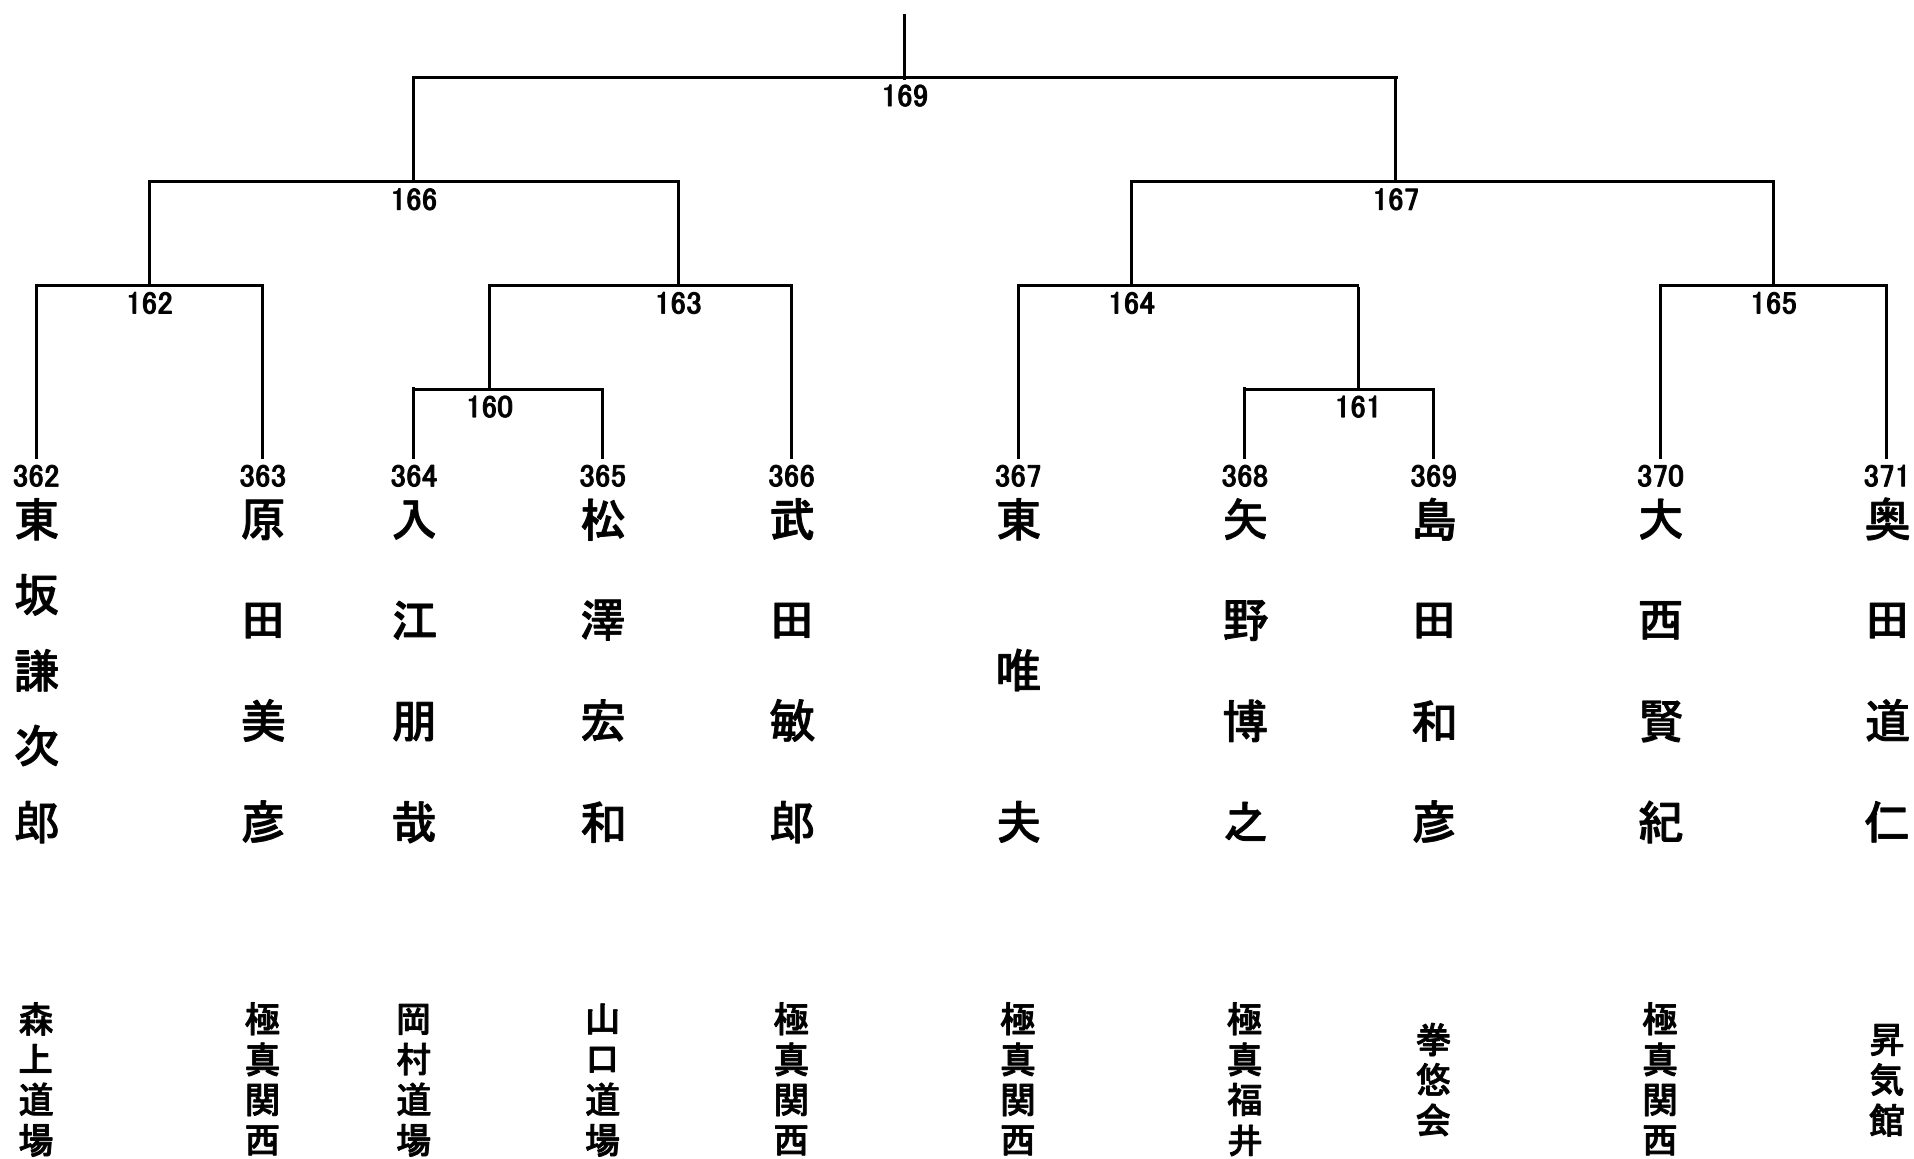 169
166
167
162
163
164
165
160
161
362
363
364
365
366
367
368
369
370
371
東坂謙次郎
原田美彦
入江朋哉
松澤宏和
武田敏郎
東唯夫
矢野博之
島田和彦
大西賢紀
奥田道仁
森上道場
極真関西
岡村道場
山口道場
極真関西
極真関西
極真福井
拳悠会
極真関西
昇気館